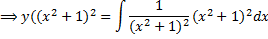 ⟹ y((x² + 1)² = ∫ 1/(x² + 1)² (x² + 1)² dx